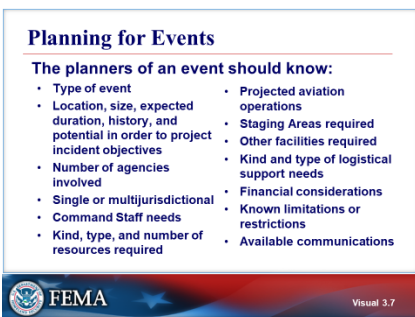 Planning for Events
The planners of an event should know:
• Type of event
• Location, size, expected
duration, history, and
potential in order to project
incident objectives
• Number of agencies
involved
• Single or multijurisdictional
• Command Staff needs
• Kind, type, and number of
resources required
• Projected aviation
operations
• Staging Areas required
• Other facilities required
• Kind and type of logistical
support needs
• Financial considerations
• Known limitations or
restrictions
• Available communications
FEMA
Visual 3.7